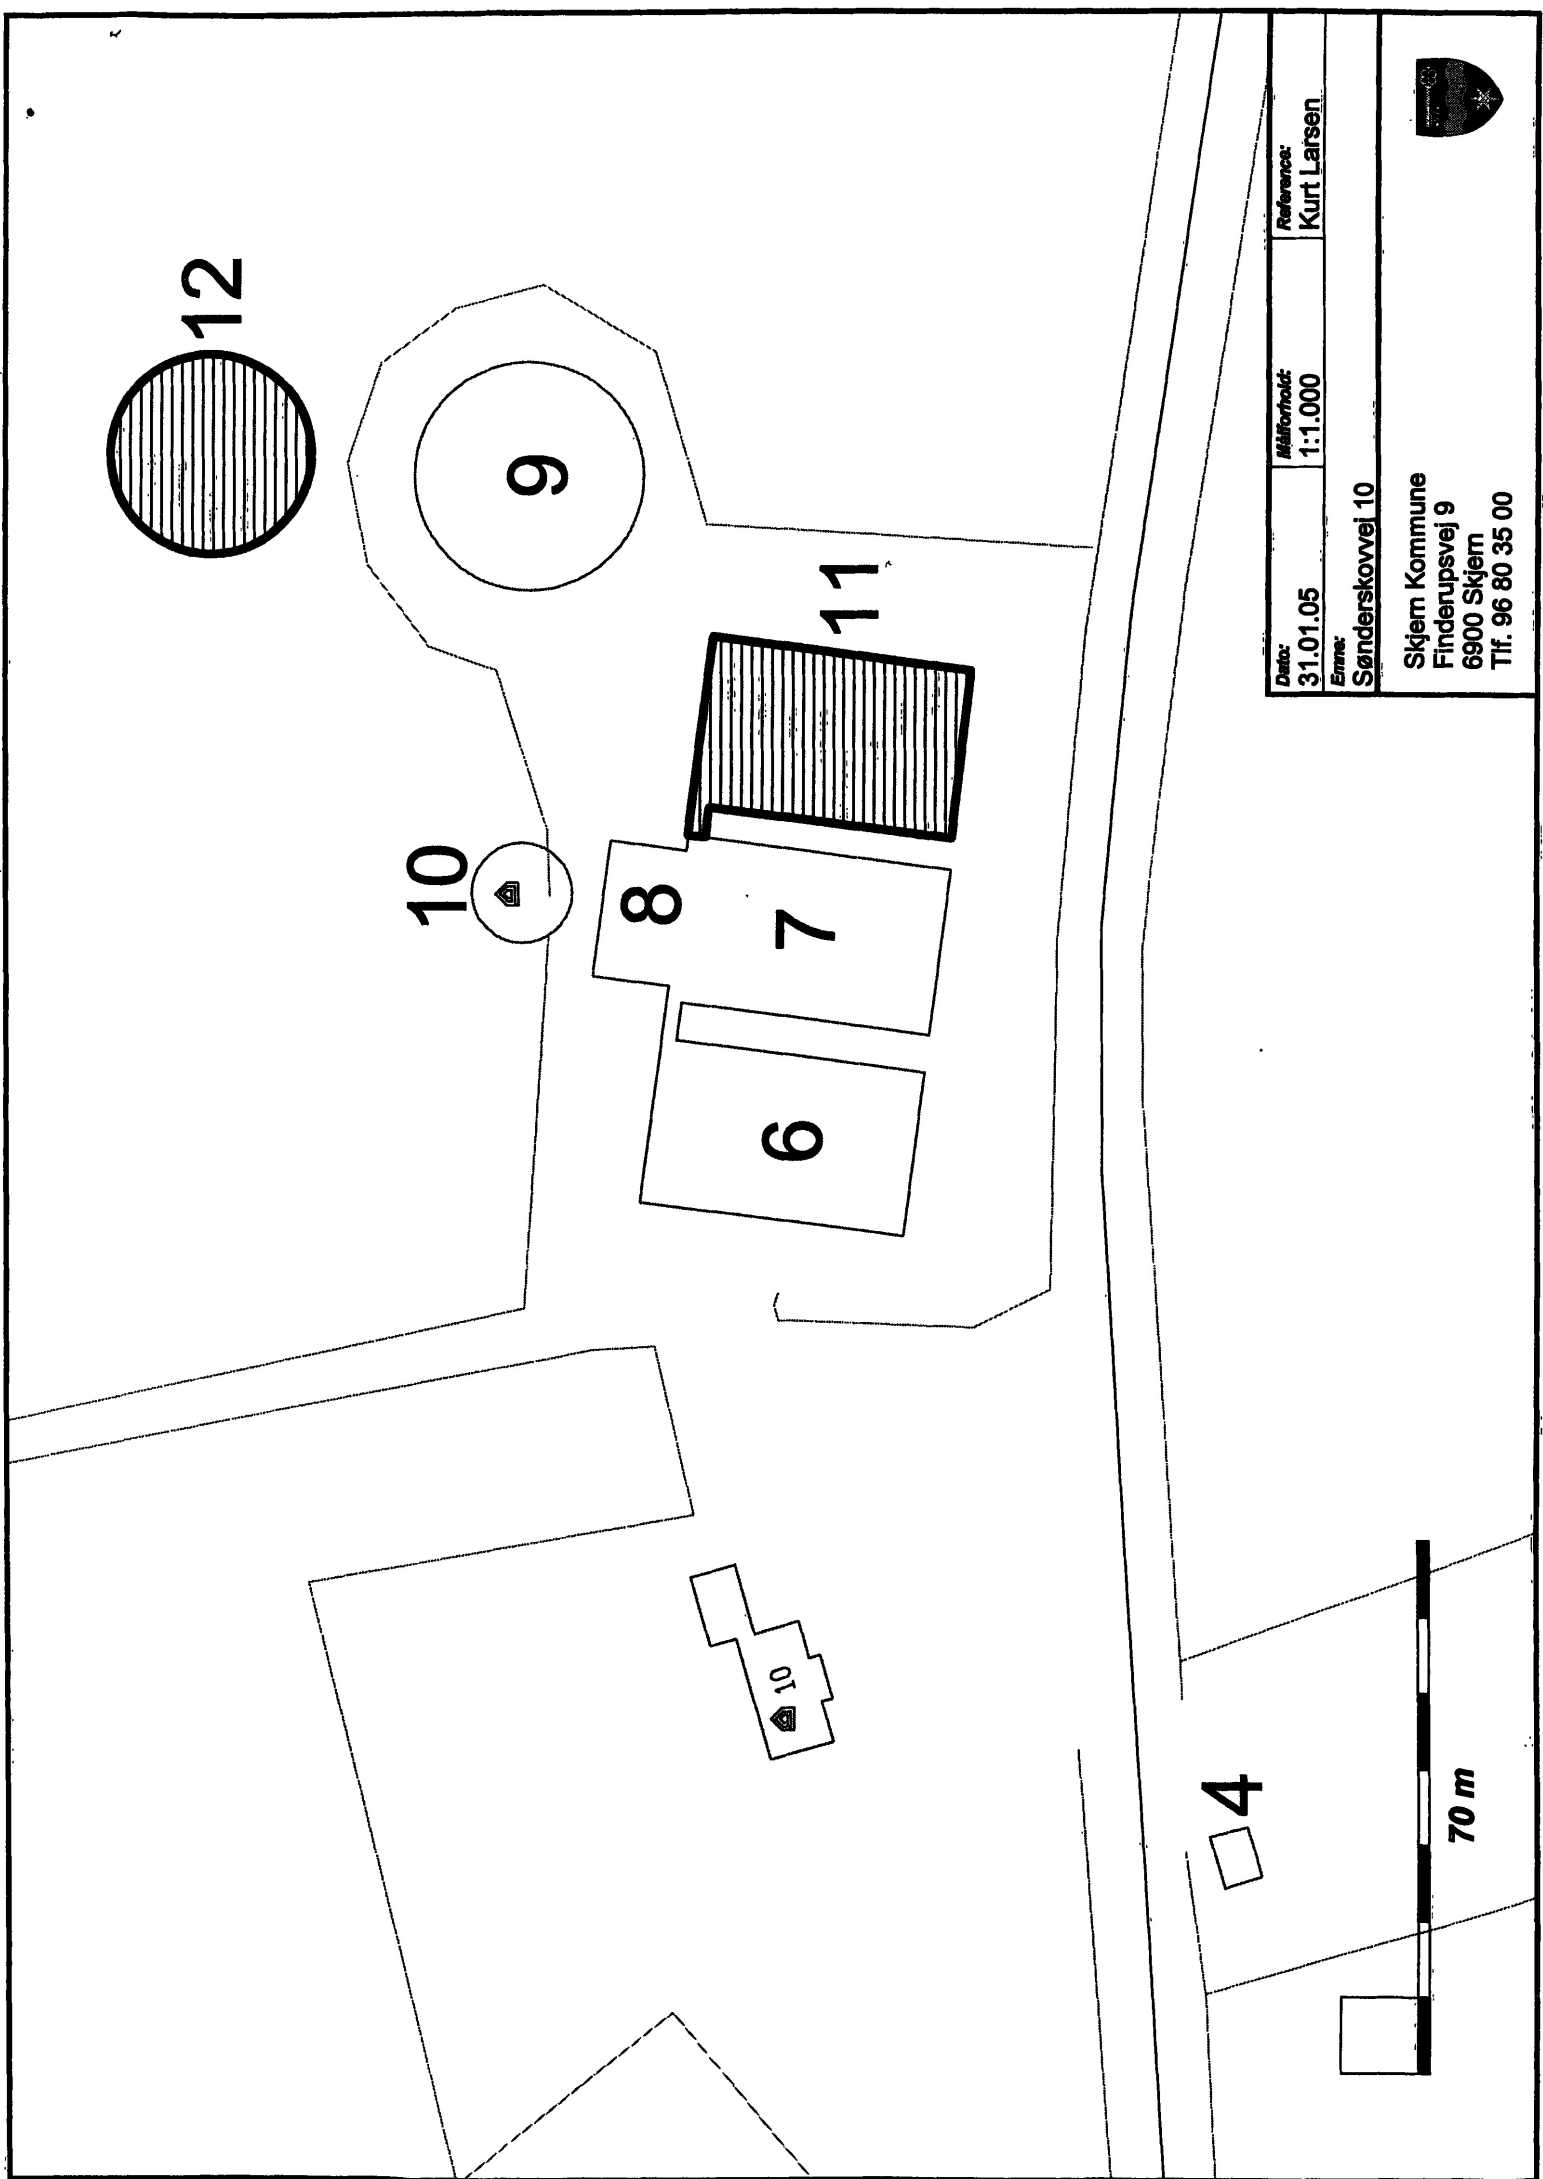 12
9
10
11
8
7
6
10
4
70 m
Dato:
31.01.05
Målforhold:
1:1.000
Reference:
Kurt Larsen
Emne:
Sønderskovvej 10
Skjern Kommune
Finderupsvej 9
6900 Skjern
Tlf. 96 80 35 00